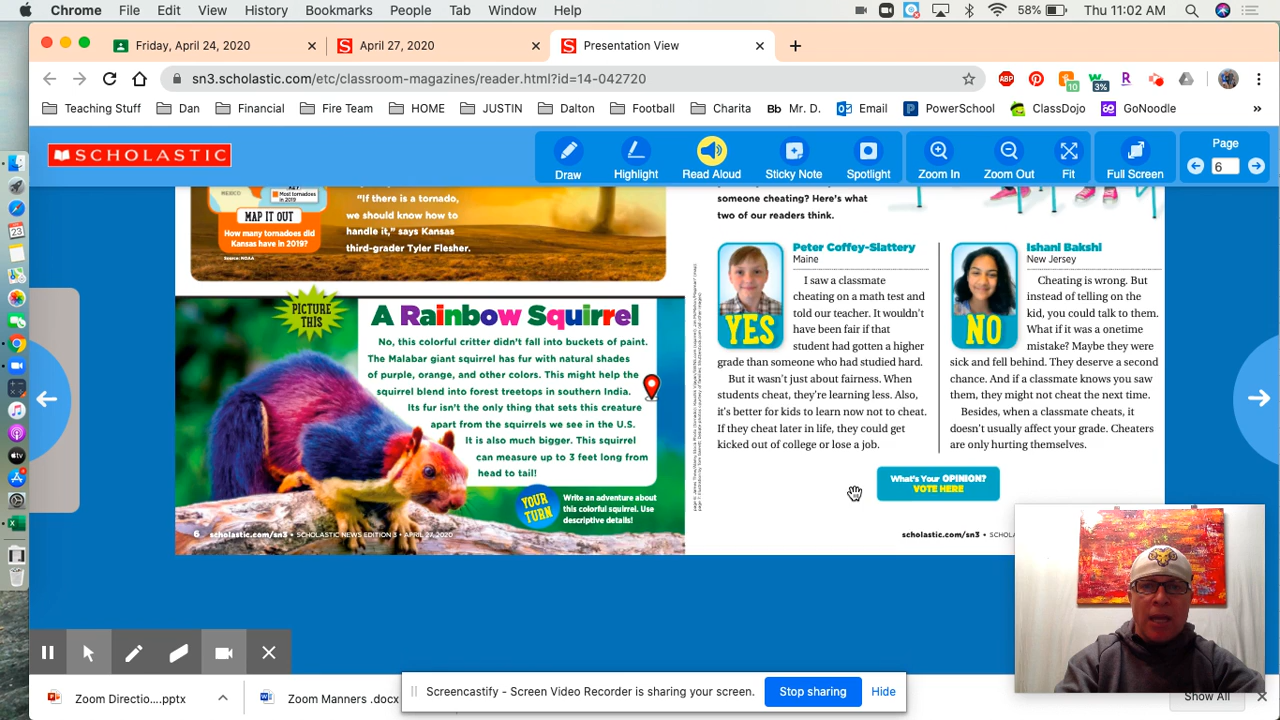 Chrome File Edit View History Bookmarks People Tab Window Help 58% Thu 11:02 AM
Friday, April 24, 2020 × April 27, 2020 × Presentation View × +
sn3.scholastic.com/etc/classroom-magazines/reader.html?id=14-042720
ABP 10 3% R
Teaching Stuff Dan Financial Fire Team HOME JUSTIN Dalton Football Charita Bb Mr. D. Email PowerSchool ClassDojo GoNoodle »
SCHOLASTIC
Draw Highlight Read Aloud Sticky Note Spotlight Zoom In Zoom Out Fit Full Screen
Page
6
MEXICO
Most tornadoes
in 2019
MAP IT OUT
How many tornadoes did
Kansas have in 2019?
Source: NOAA
"If there is a tornado,
we should know how to
handle it," says Kansas
third-grader Tyler Flesher.
PICTURE
THIS
A Rainbow Squirrel
No, this colorful critter didn't fall into buckets of paint.
The Malabar giant squirrel has fur with natural shades
of purple, orange, and other colors. This might help the
squirrel blend into forest treetops in southern India.
Its fur isn't the only thing that sets this creature
apart from the squirrels we see in the U.S.
It is also much bigger. This squirrel
can measure up to 3 feet long from
head to tail!
YOUR
TURN
Write an adventure about
this colorful squirrel. Use
descriptive details!
6 scholastic.com/sn3 • SCHOLASTIC NEWS EDITION 3 • APRIL 27, 2020
someone cheating? Here's what
two of our readers think.
YES
Peter Coffey-Slattery
Maine
I saw a classmate
cheating on a math test and
told our teacher. It wouldn't
have been fair if that
student had gotten a higher
grade than someone who had studied hard.
But it wasn't just about fairness. When
students cheat, they're learning less. Also,
it's better for kids to learn now not to cheat.
If they cheat later in life, they could get
kicked out of college or lose a job.
NO
Ishani Bakshi
New Jersey
Cheating is wrong. But
instead of telling on the
kid, you could talk to them.
What if it was a onetime
mistake? Maybe they were
sick and fell behind. They deserve a second
chance. And if a classmate knows you saw
them, they might not cheat the next time.
Besides, when a classmate cheats, it
doesn't usually affect your grade. Cheaters
are only hurting themselves.
What's Your OPINION?
VOTE HERE
scholastic.com/sn3 • SCHOLA
23
tv
Zoom Directio....pptx Zoom Manners .docx
Screencastify - Screen Video Recorder is sharing your screen. Stop sharing Hide
Show All